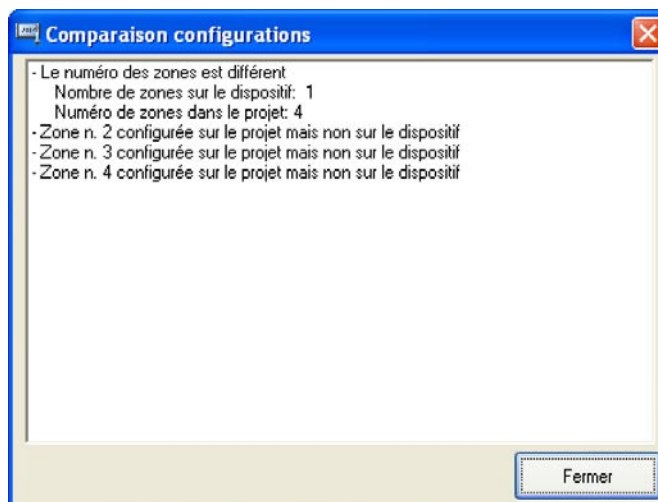 Comparaison configurations
- Le numéro des zones est différent
Nombre de zones sur le dispositif: 1
Numéro de zones dans le projet: 4
- Zone n. 2 configurée sur le projet mais non sur le dispositif
- Zone n. 3 configurée sur le projet mais non sur le dispositif
- Zone n. 4 configurée sur le projet mais non sur le dispositif
Fermer